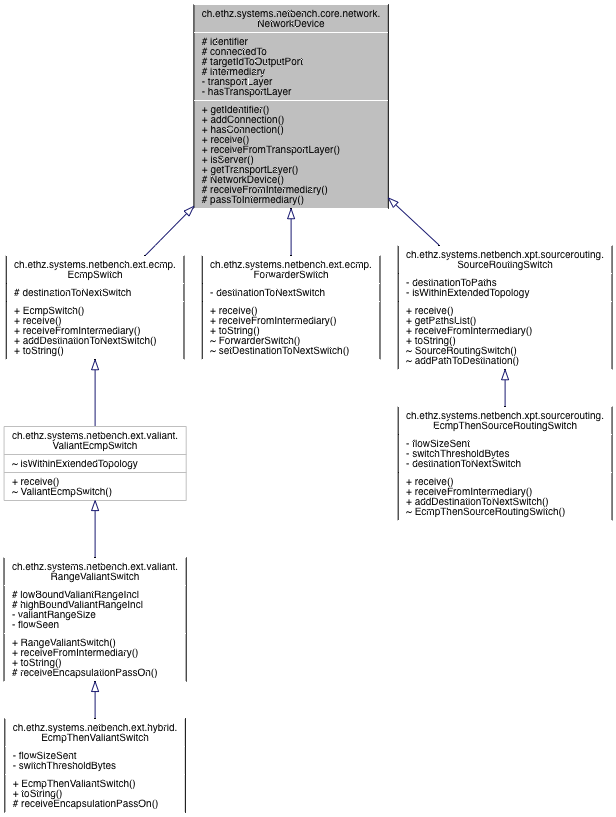 ch.ethz.systems.netbench.core.network.
NetworkDevice
# identifier
# connectedTo
# targetIdToOutputPort
# intermediary
- transportLayer
- hasTransportLayer
+ getIdentifier()
+ addConnection()
+ hasConnection()
+ receive()
+ receiveFromTransportLayer()
+ isServer()
+ getTransportLayer()
# NetworkDevice()
# receiveFromIntermediary()
# passToIntermediary()
ch.ethz.systems.netbench.ext.ecmp.
EcmpSwitch
# destinationToNextSwitch
+ EcmpSwitch()
+ receive()
+ receiveFromIntermediary()
+ addDestinationToNextSwitch()
+ toString()
ch.ethz.systems.netbench.ext.ecmp.
ForwarderSwitch
- destinationToNextSwitch
+ receive()
+ receiveFromIntermediary()
+ toString()
~ ForwarderSwitch()
~ setDestinationToNextSwitch()
ch.ethz.systems.netbench.xpt.sourcerouting.
SourceRoutingSwitch
- destinationToPaths
- isWithinExtendedTopology
+ receive()
+ getPathsList()
+ receiveFromIntermediary()
+ toString()
~ SourceRoutingSwitch()
~ addPathToDestination()
ch.ethz.systems.netbench.ext.valiant.
ValiantEcmpSwitch
~ isWithinExtendedTopology
+ receive()
~ ValiantEcmpSwitch()
ch.ethz.systems.netbench.xpt.sourcerouting.
EcmpThenSourceRoutingSwitch
- flowSizeSent
- switchThresholdBytes
- destinationToNextSwitch
+ receive()
+ receiveFromIntermediary()
+ addDestinationToNextSwitch()
~ EcmpThenSourceRoutingSwitch()
ch.ethz.systems.netbench.ext.valiant.
RangeValiantSwitch
# lowBoundValiantRangeIncl
# highBoundValiantRangeIncl
- valiantRangeSize
- flowSeen
+ RangeValiantSwitch()
+ receiveFromIntermediary()
+ toString()
# receiveEncapsulationPassOn()
ch.ethz.systems.netbench.ext.hybrid.
EcmpThenValiantSwitch
- flowSizeSent
- switchThresholdBytes
+ EcmpThenValiantSwitch()
+ toString()
# receiveEncapsulationPassOn()